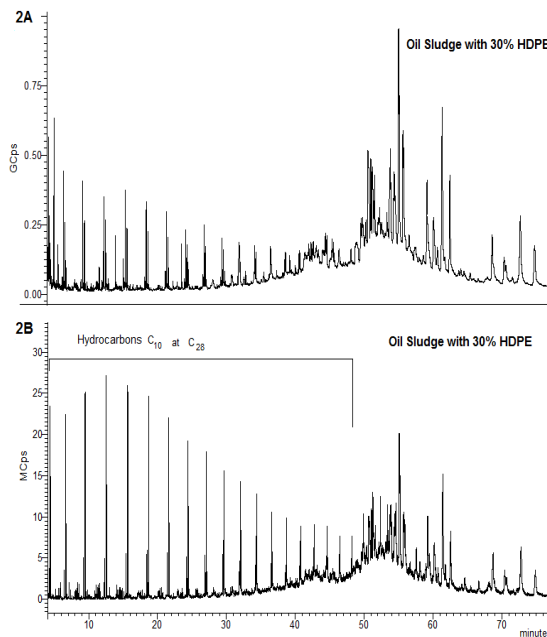 2A
Oil Sludge with 30% HDPE
0.75
0.50
0.25
0.00
GCps
2B
Hydrocarbons C10 at C28
Oil Sludge with 30% HDPE
30
25
20
15
10
5
0
MCps
10 20 30 40 50 60 70
minute